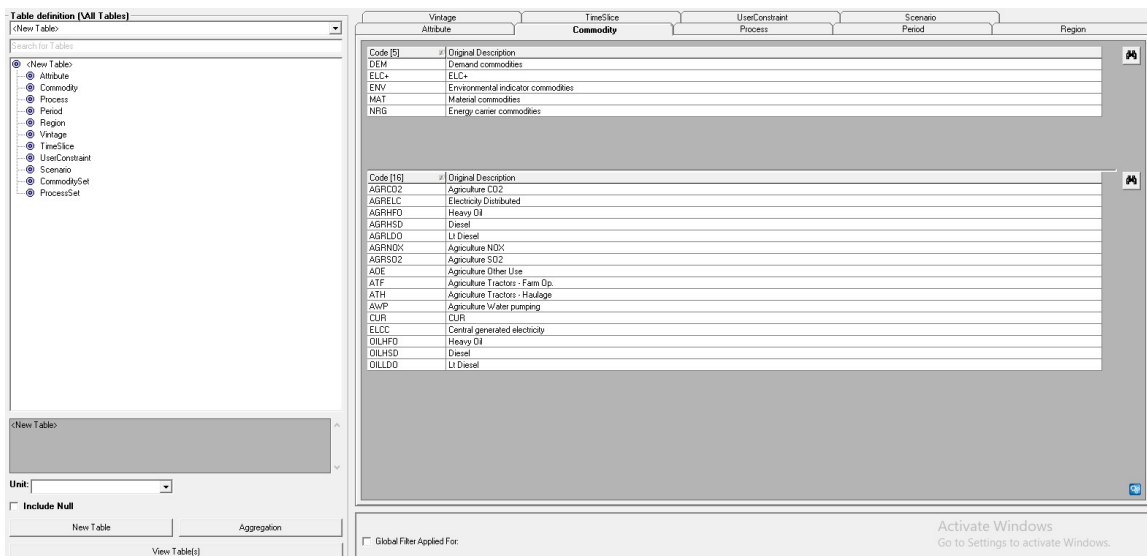 Table definition (\All Tables)
<New Table>
Search for Tables
<New Table>
Attribute
Commodity
Process
Period
Region
Vintage
TimeSlice
UserConstraint
Scenario
CommoditySet
ProcessSet
<New Table>
Unit:
Include Null
New Table Aggregation
View Table(s)
Vintage TimeSlice UserConstraint Scenario
Attribute Commodity Process Period Region
Code [5] Original Description
DEM Demand commodities
ELC+ ELC+
ENV Environmental indicator commodities
MAT Material commodities
NRG Energy carrier commodities
Code [16] Original Description
AGRCO2 Agriculture CO2
AGRELC Electricity Distributed
AGRHFO Heavy Oil
AGRHSD Diesel
AGRLDO Lt Diesel
AGRNOX Agriculture NOX
AGRSO2 Agriculture SO2
AOE Agriculture Other Use
ATF Agriculture Tractors - Farm Op.
ATH Agriculture Tractors - Haulage
AWP Agriculture Water pumping
CUR CUR
ELCC Central generated electricity
OILHFO Heavy Oil
OILHSD Diesel
OILLDO Lt Diesel
Global Filter Applied For:
Activate Windows
Go to Settings to activate Windows.